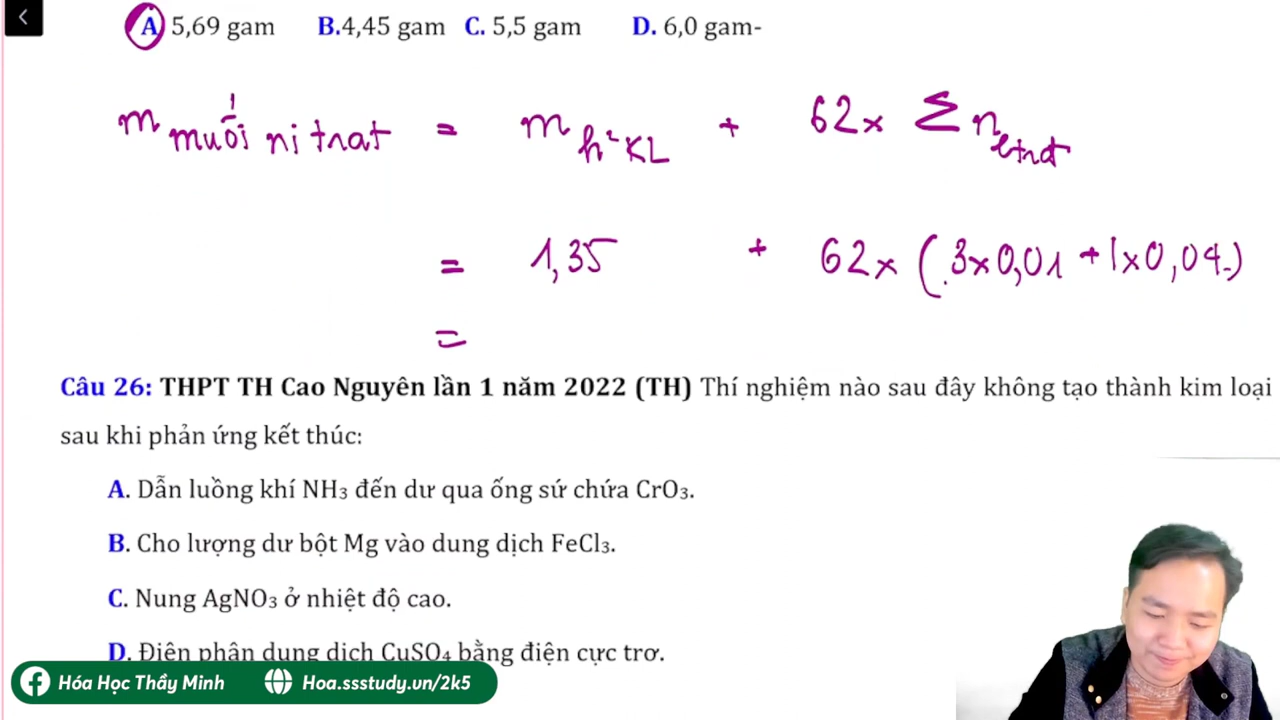 A 5,69 gam B.4,45 gam C. 5,5 gam D. 6,0 gam-
m muối nitrat = m h² KL + 62x Σ n etrđ
= 1,35 + 62x (3x0,01 + 1x0,04)
=
Câu 26: THPT TH Cao Nguyên lần 1 năm 2022 (TH) Thí nghiệm nào sau đây không tạo thành kim loại
sau khi phản ứng kết thúc:
A. Dẫn luồng khí NH₃ đến dư qua ống sứ chứa CrO₃.
B. Cho lượng dư bột Mg vào dung dịch FeCl₃.
C. Nung AgNO₃ ở nhiệt độ cao.
D. Điện phân dung dịch CuSO₄ bằng điện cực trơ.
Hóa Học Thầy Minh Hoa.ssstudy.vn/2k5